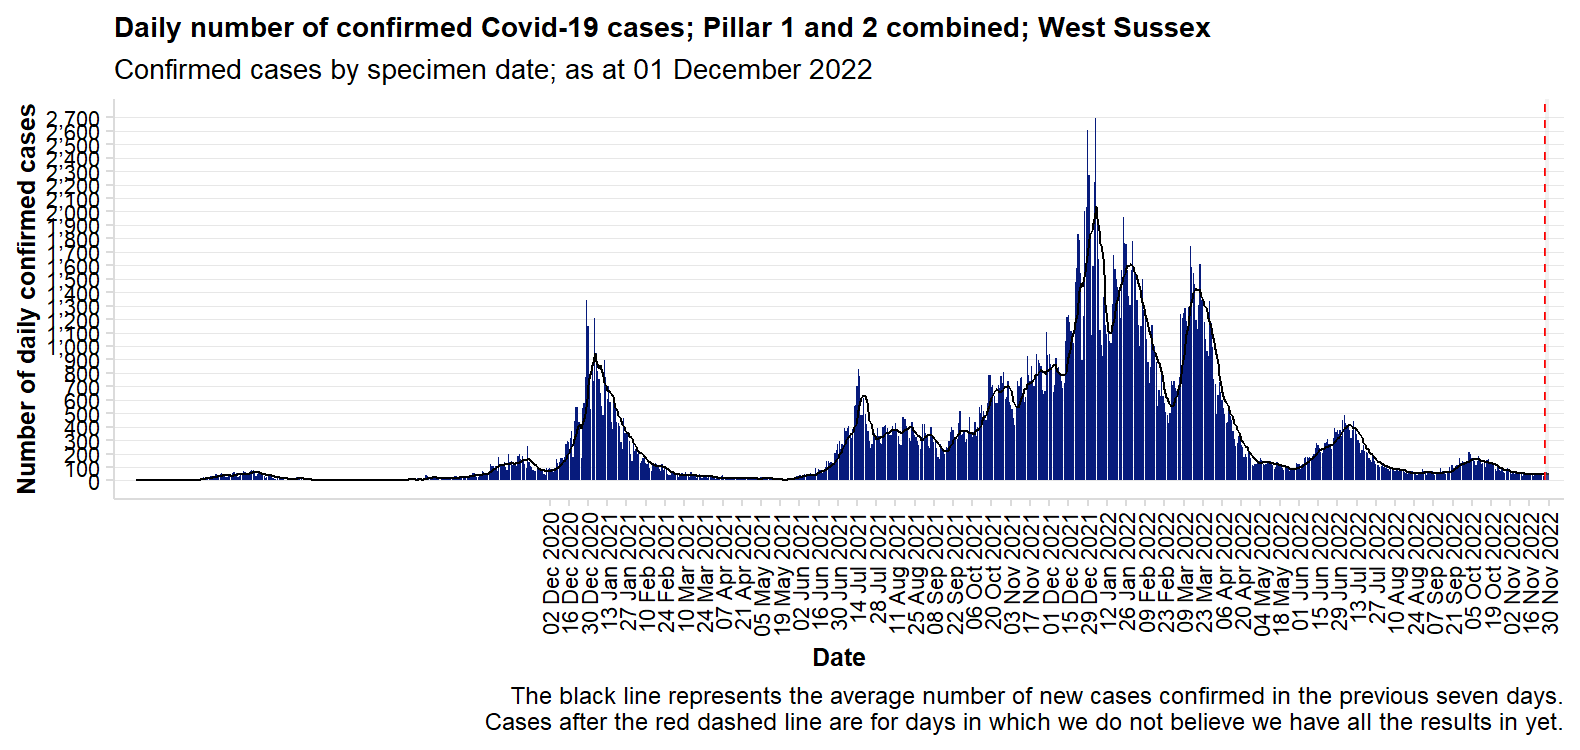 Daily number of confirmed Covid-19 cases; Pillar 1 and 2 combined; West Sussex
Confirmed cases by specimen date; as at 01 December 2022
Number of daily confirmed cases
2,700
2,600
2,500
2,400
2,300
2,200
2,100
2,000
1,900
1,800
1,700
1,600
1,500
1,400
1,300
1,200
1,100
1,000
900
800
700
600
500
400
300
200
100
0
02 Dec 2020
16 Dec 2020
30 Dec 2020
13 Jan 2021
27 Jan 2021
10 Feb 2021
24 Feb 2021
10 Mar 2021
24 Mar 2021
07 Apr 2021
21 Apr 2021
05 May 2021
19 May 2021
02 Jun 2021
16 Jun 2021
30 Jun 2021
14 Jul 2021
28 Jul 2021
11 Aug 2021
25 Aug 2021
08 Sep 2021
22 Sep 2021
06 Oct 2021
20 Oct 2021
03 Nov 2021
17 Nov 2021
01 Dec 2021
15 Dec 2021
29 Dec 2021
12 Jan 2022
26 Jan 2022
09 Feb 2022
23 Feb 2022
09 Mar 2022
23 Mar 2022
06 Apr 2022
20 Apr 2022
04 May 2022
18 May 2022
01 Jun 2022
15 Jun 2022
29 Jun 2022
13 Jul 2022
27 Jul 2022
10 Aug 2022
24 Aug 2022
07 Sep 2022
21 Sep 2022
05 Oct 2022
19 Oct 2022
02 Nov 2022
16 Nov 2022
30 Nov 2022
Date
The black line represents the average number of new cases confirmed in the previous seven days.
Cases after the red dashed line are for days in which we do not believe we have all the results in yet.